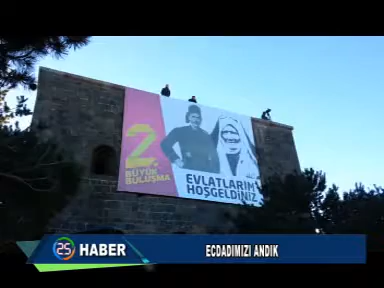 2.
BÜYÜK
BULUŞMA
EVLATLARIM
HOŞGELDİNİZ
25 HABER
ECDADIMIZI ANDIK